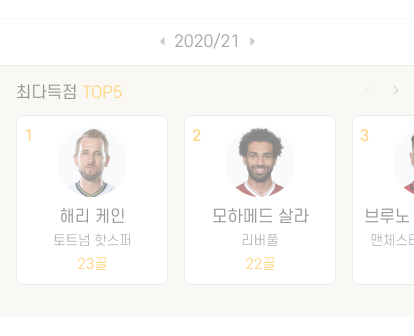 2020/21
최다득점 TOP5
1
해리 케인
토트넘 핫스퍼
23골
2
모하메드 살라
리버풀
22골
3
브루노
맨체스터